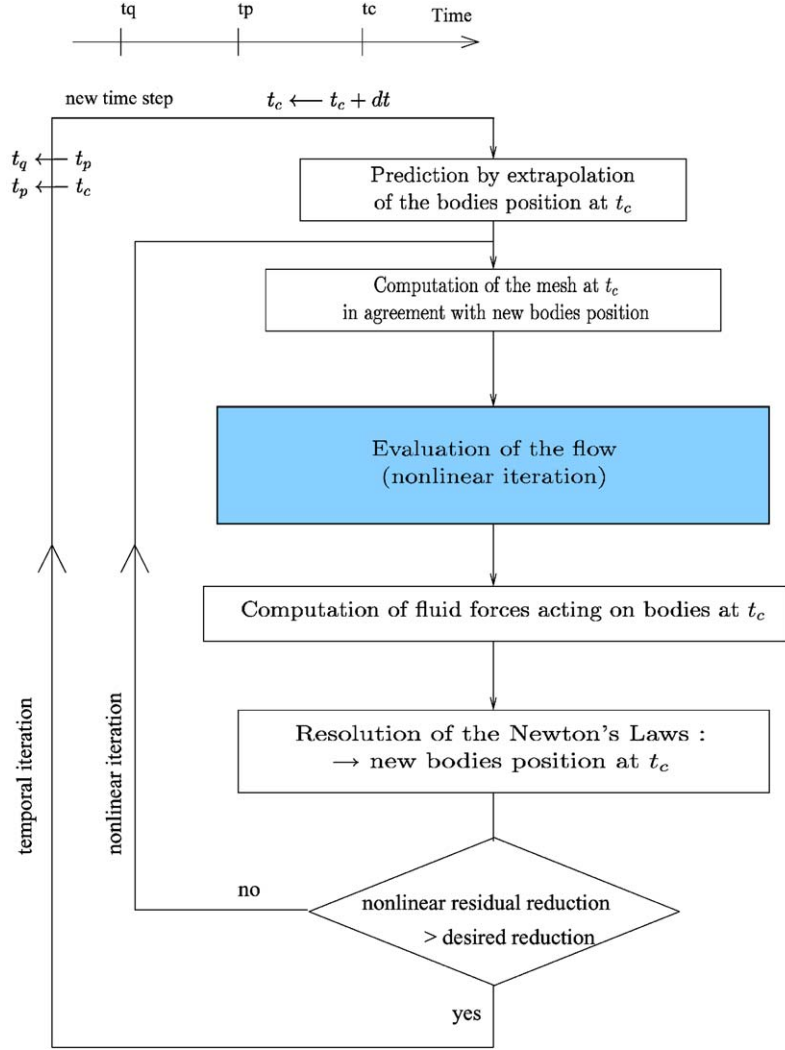 tq tp tc Time
new time step t_c ⟵ t_c + dt
t_q ⟵ t_p
t_p ⟵ t_c
Prediction by extrapolation
of the bodies position at t_c
Computation of the mesh at t_c
in agreement with new bodies position
Evaluation of the flow
(nonlinear iteration)
Computation of fluid forces acting on bodies at t_c
Resolution of the Newton's Laws :
→ new bodies position at t_c
temporal iteration
nonlinear iteration
no
nonlinear residual reduction
> desired reduction
yes